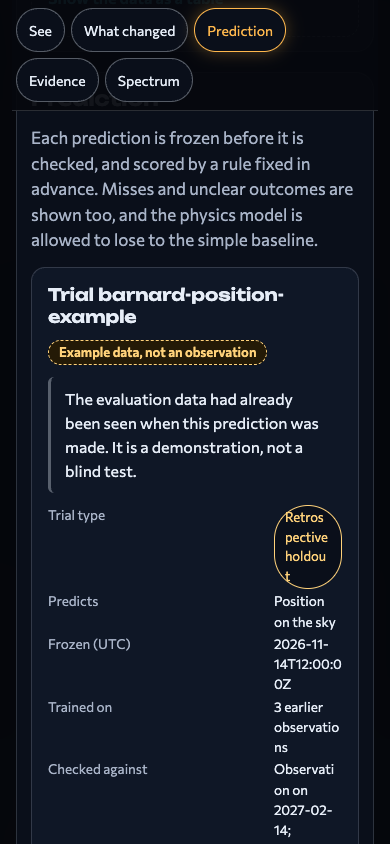 See
What changed
Prediction
Evidence
Spectrum
Prediction
Each prediction is frozen before it is
checked, and scored by a rule fixed in
advance. Misses and unclear outcomes are
shown too, and the physics model is
allowed to lose to the simple baseline.
Trial barnard-position-
example
Example data, not an observation
The evaluation data had already
been seen when this prediction was
made. It is a demonstration, not a
blind test.
Trial type
Retros
pective
holdou
t
Predicts
Position
on the sky
Frozen (UTC)
2026-11-
14T12:00:0
0Z
Trained on
3 earlier
observatio
ns
Checked against
Observati
on on
2027-02-
14;